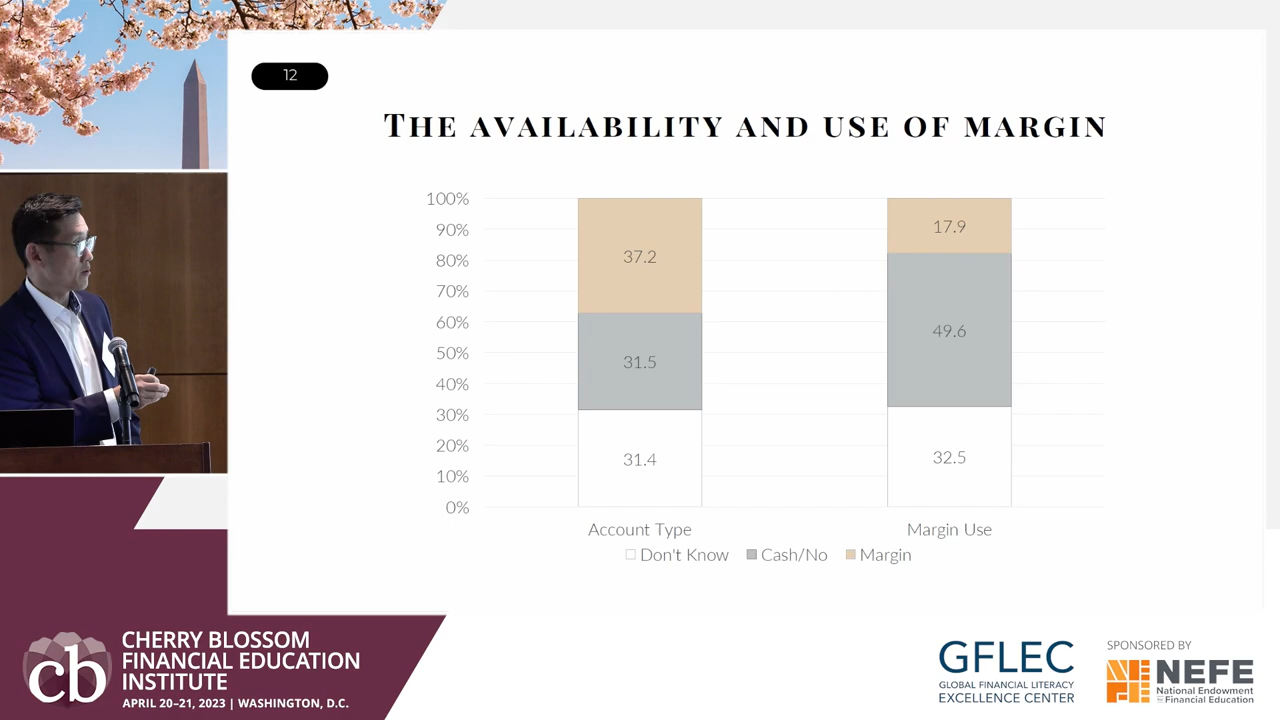 12
THE AVAILABILITY AND USE OF MARGIN
100%
90%
80%
70%
60%
50%
40%
30%
20%
10%
0%
37.2
31.5
31.4
17.9
49.6
32.5
Account Type
Margin Use
Don't Know
Cash/No
Margin
cb
CHERRY BLOSSOM
FINANCIAL EDUCATION
INSTITUTE
APRIL 20–21, 2023 | WASHINGTON, D.C.
GFLEC
GLOBAL FINANCIAL LITERACY
EXCELLENCE CENTER
SPONSORED BY
NEFE
National Endowment
for Financial Education